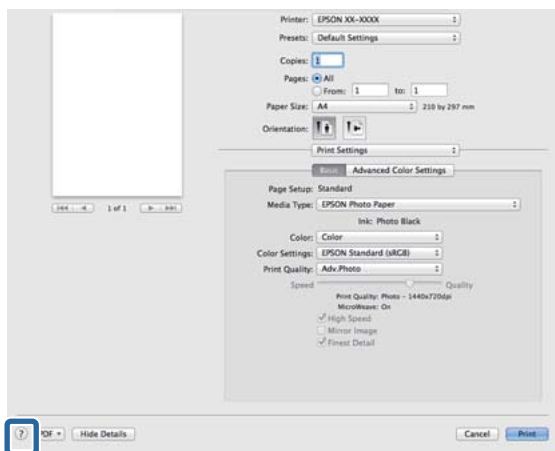 Printer: EPSON XX-XXXX
Presets: Default Settings
Copies: 1
Pages: All
From: 1 to: 1
Paper Size: A4 210 by 297 mm
Orientation:
Print Settings
Basic Advanced Color Settings
Page Setup: Standard
Media Type: EPSON Photo Paper
Ink: Photo Black
Color: Color
Color Settings: EPSON Standard (sRGB)
Print Quality: Adv.Photo
Speed Quality
Print Quality: Photo - 1440x720dpi
MicroWeave: On
High Speed
Mirror Image
Finest Detail
1 of 1
? PDF Hide Details Cancel Print